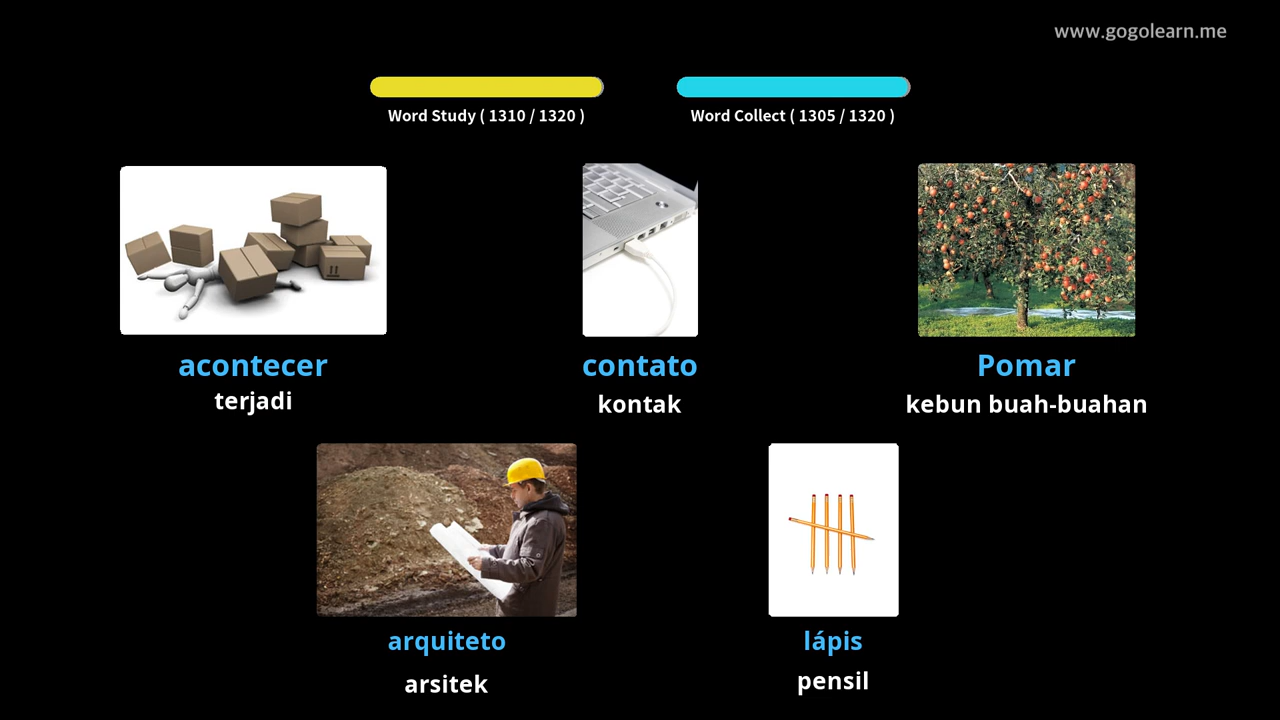 www.gogolearn.me
Word Study ( 1310 / 1320 )
Word Collect ( 1305 / 1320 )
acontecer
terjadi
contato
kontak
Pomar
kebun buah-buahan
arquiteto
arsitek
lápis
pensil